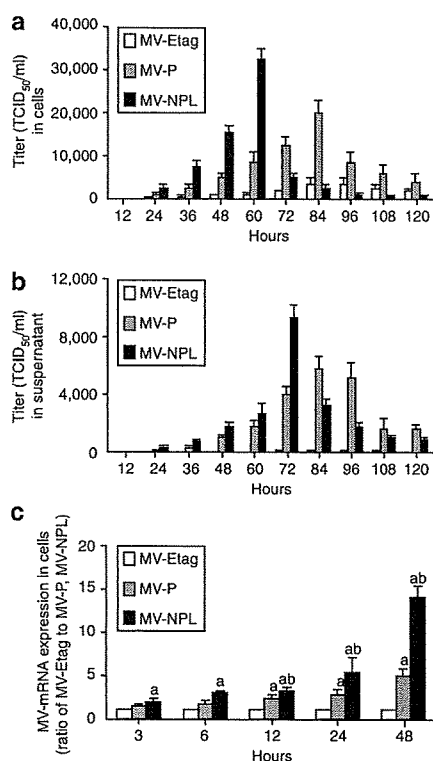 a
Titer (TCID50/ml)
in cells
40,000
30,000
20,000
10,000
0
MV-Etag
MV-P
MV-NPL
12 24 36 48 60 72 84 96 108 120
Hours
b
Titer (TCID50/ml)
in suspernatant
12,000
8,000
4,000
0
MV-Etag
MV-P
MV-NPL
12 24 36 48 60 72 84 96 108 120
Hours
c
MV-mRNA expression in cells
(ratio of MV-Etag to MV-P, MV-NPL)
20
15
10
5
0
MV-Etag
MV-P
MV-NPL
a a a ab a ab a ab
3 6 12 24 48
Hours